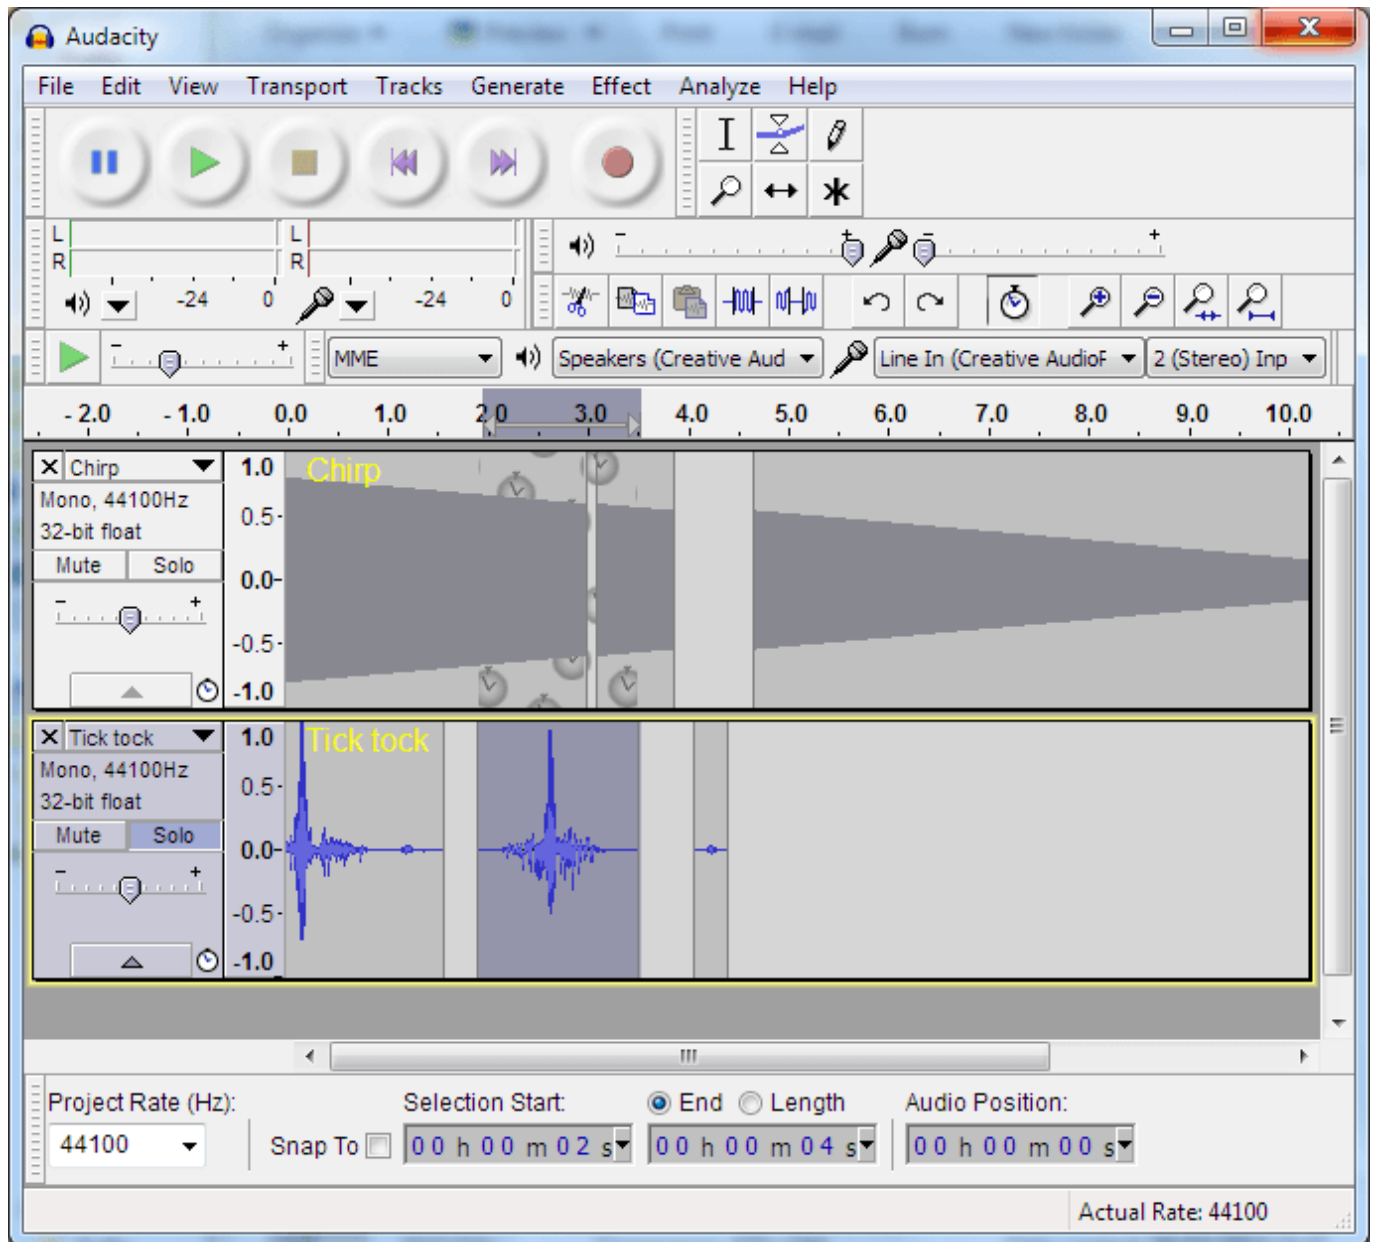 Audacity
File Edit View Transport Tracks Generate Effect Analyze Help
L
R
-24 0
L
R
-24 0
- +
- +
- +
MME
Speakers (Creative Aud
Line In (Creative AudioF
2 (Stereo) Inp
- 2.0 - 1.0 0.0 1.0 2.0 3.0 4.0 5.0 6.0 7.0 8.0 9.0 10.0
Chirp
Mono, 44100Hz
32-bit float
Mute Solo
- +
1.0
0.5-
0.0-
-0.5-
-1.0
Chirp
Tick tock
Mono, 44100Hz
32-bit float
Mute Solo
- +
1.0
0.5-
0.0-
-0.5-
-1.0
Tick tock
Project Rate (Hz): Selection Start: End Length Audio Position:
44100 Snap To 00 h 00 m 02 s 00 h 00 m 04 s 00 h 00 m 00 s
Actual Rate: 44100